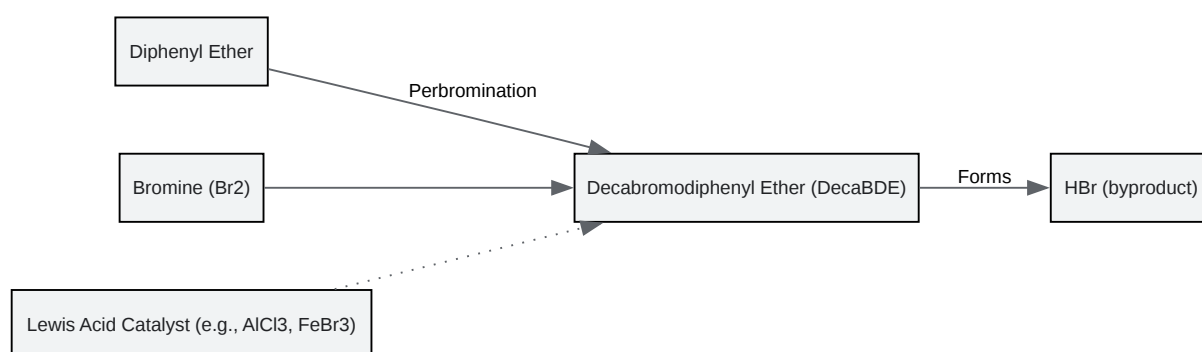 Diphenyl Ether
Perbromination
Bromine (Br2)
Decabromodiphenyl Ether (DecaBDE)
Forms
HBr (byproduct)
Lewis Acid Catalyst (e.g., AlCl3, FeBr3)